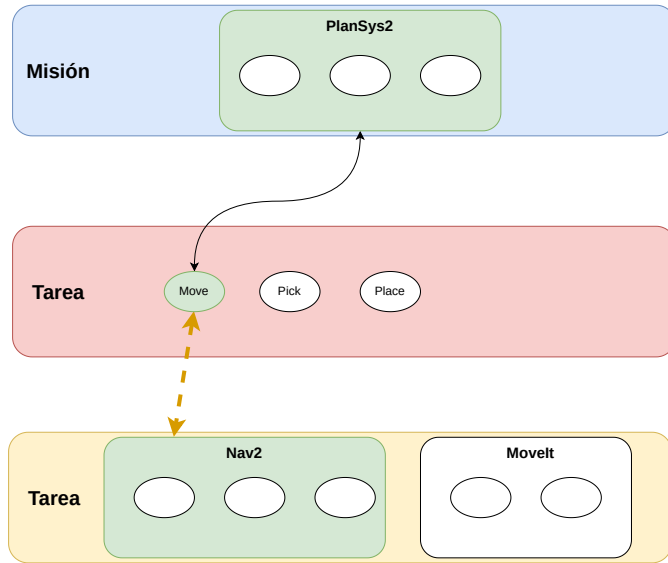 PlanSys2
Misión
Tarea
Move
Pick
Place
Nav2
MoveIt
Tarea